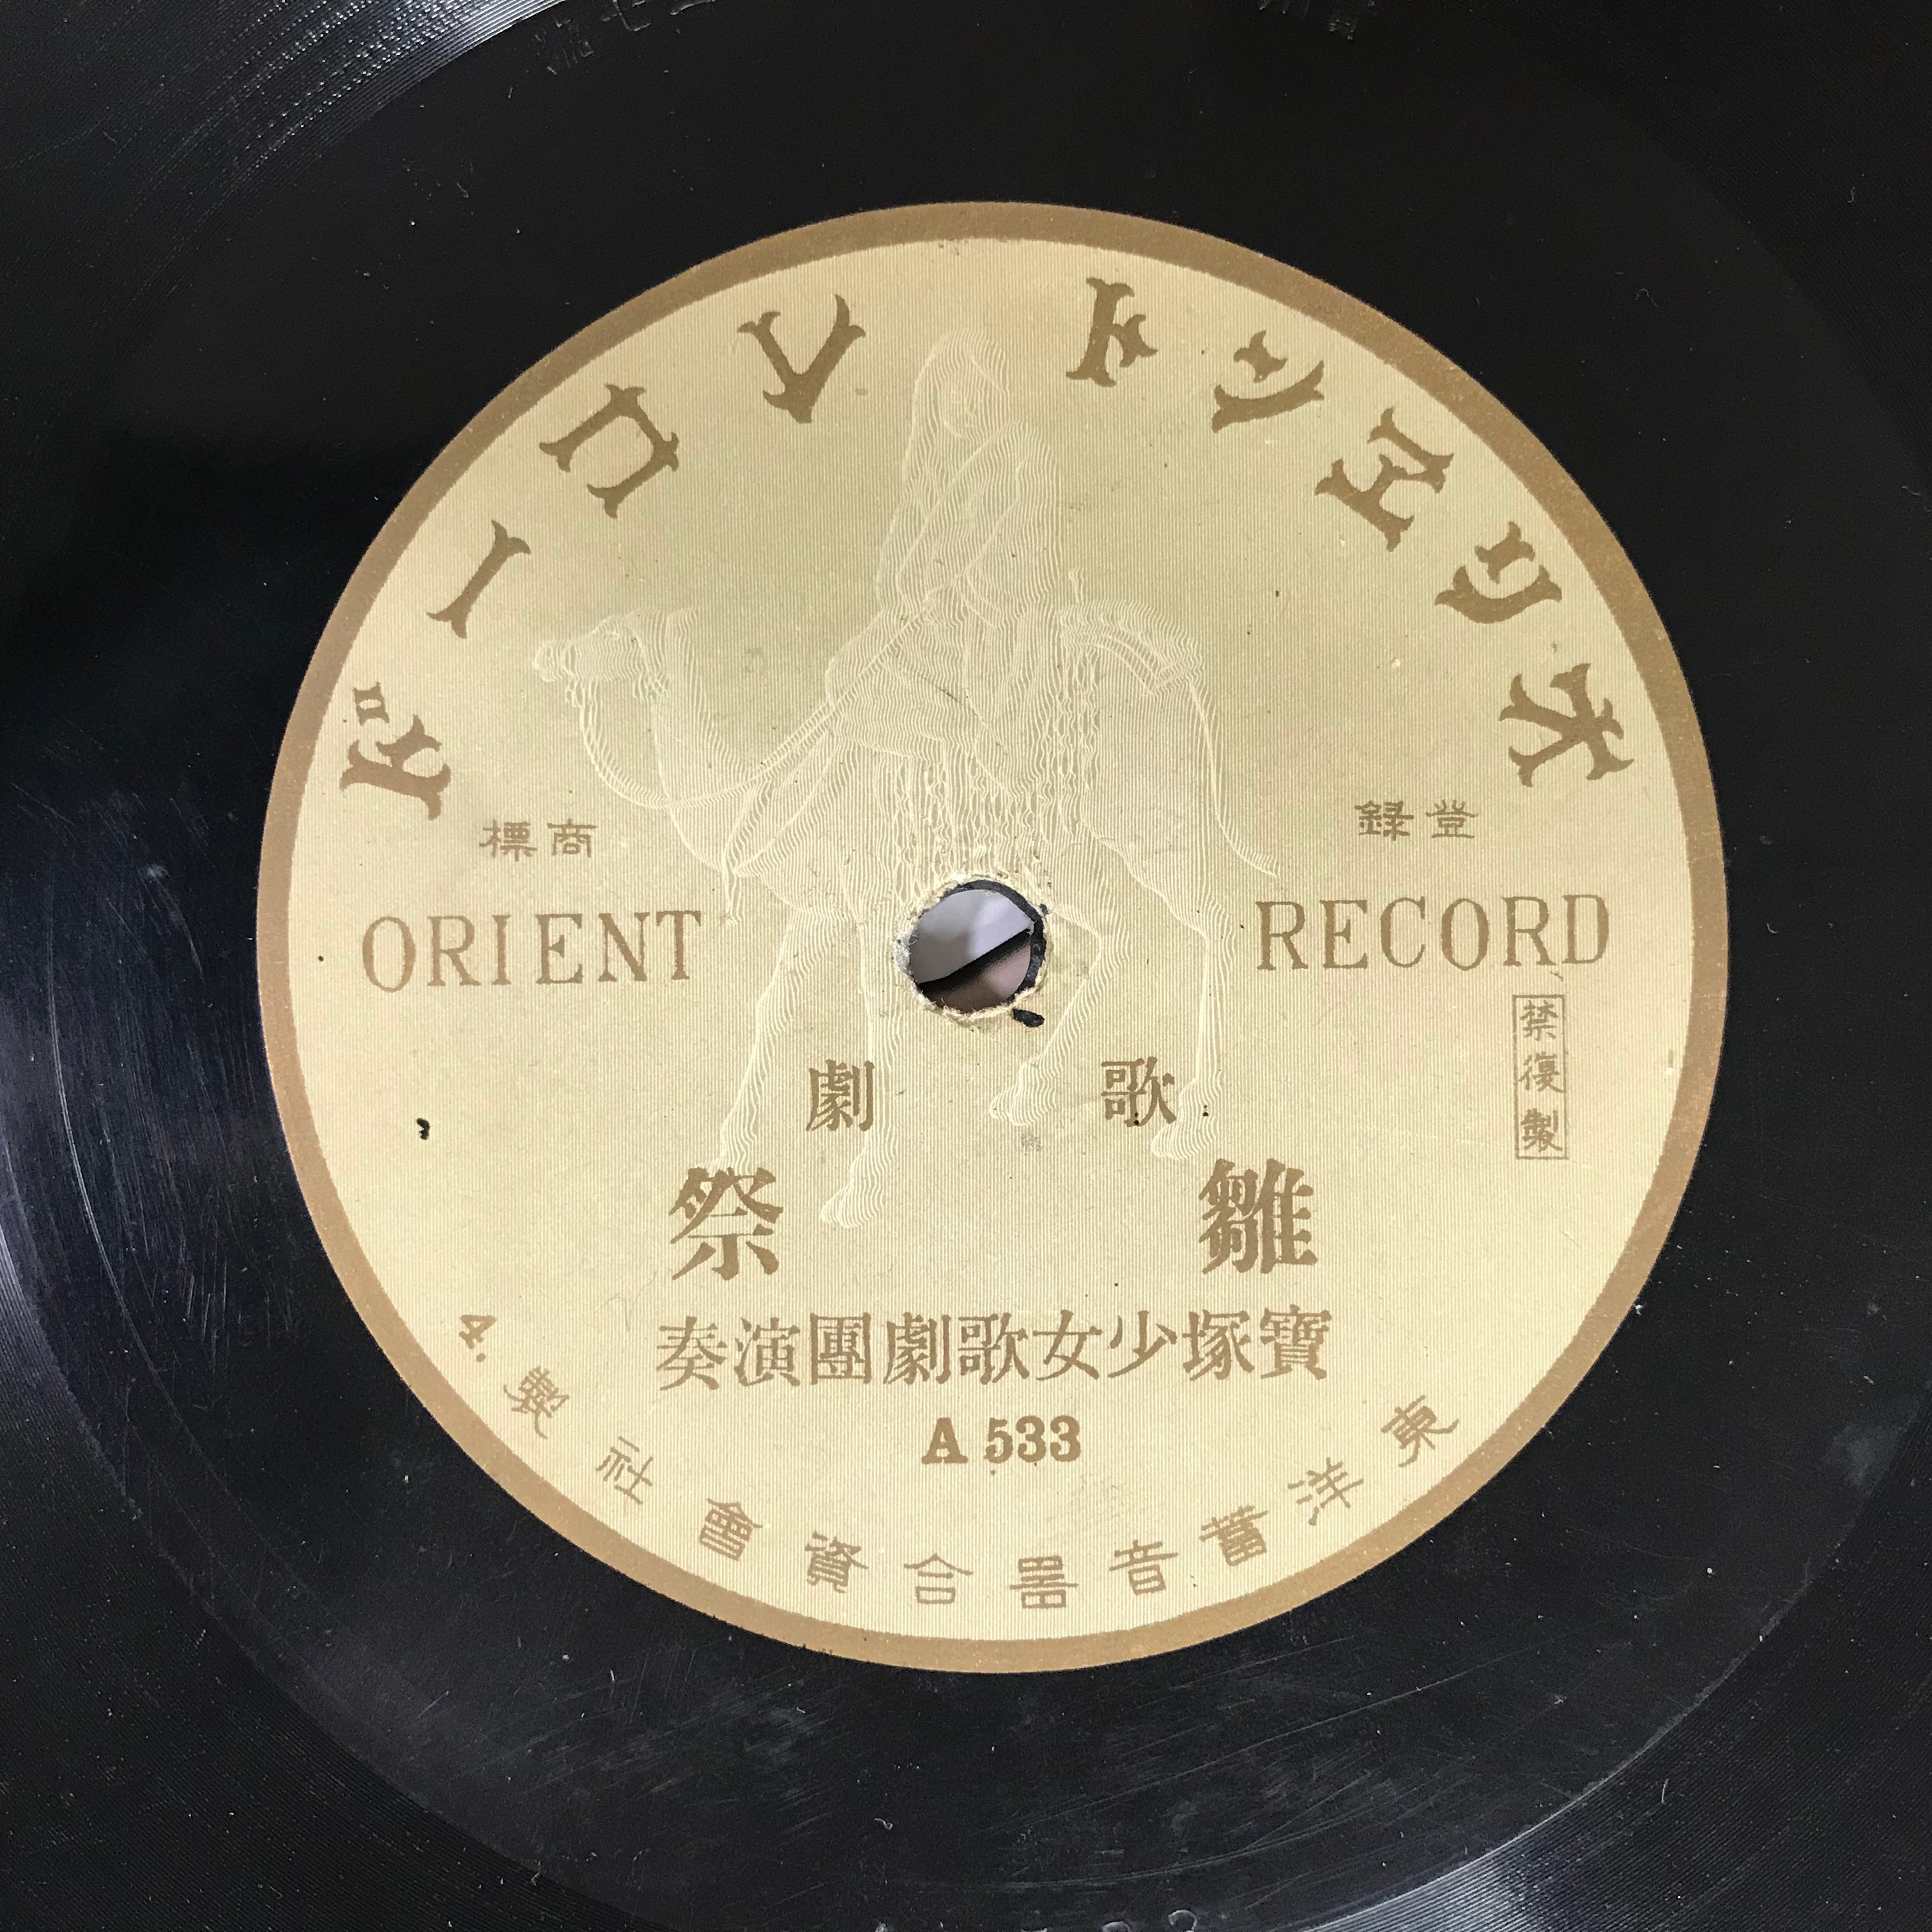 オリエント レコード
登録 商標
ORIENT RECORD
禁復製
歌劇
雛祭
寶塚少女歌劇團演奏
A 533
東洋蓄音器合資會社製
4.